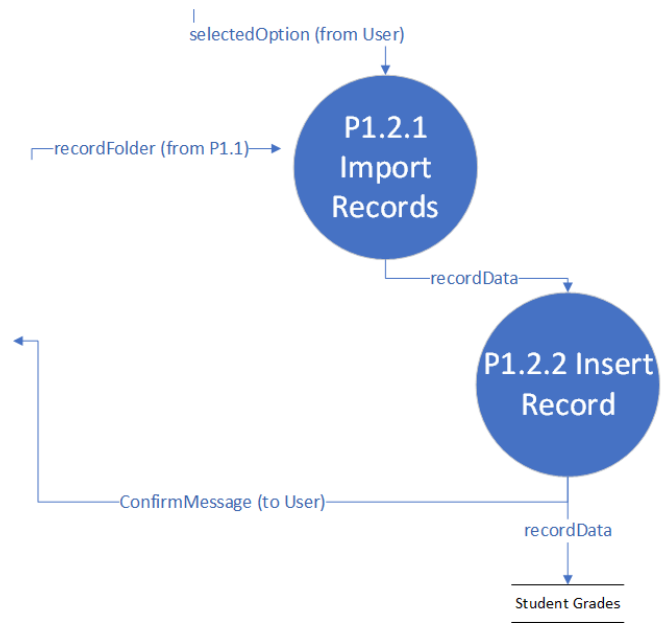 selectedOption (from User)
P1.2.1
Import
Records
recordFolder (from P1.1)
recordData
P1.2.2 Insert
Record
ConfirmMessage (to User)
recordData
Student Grades